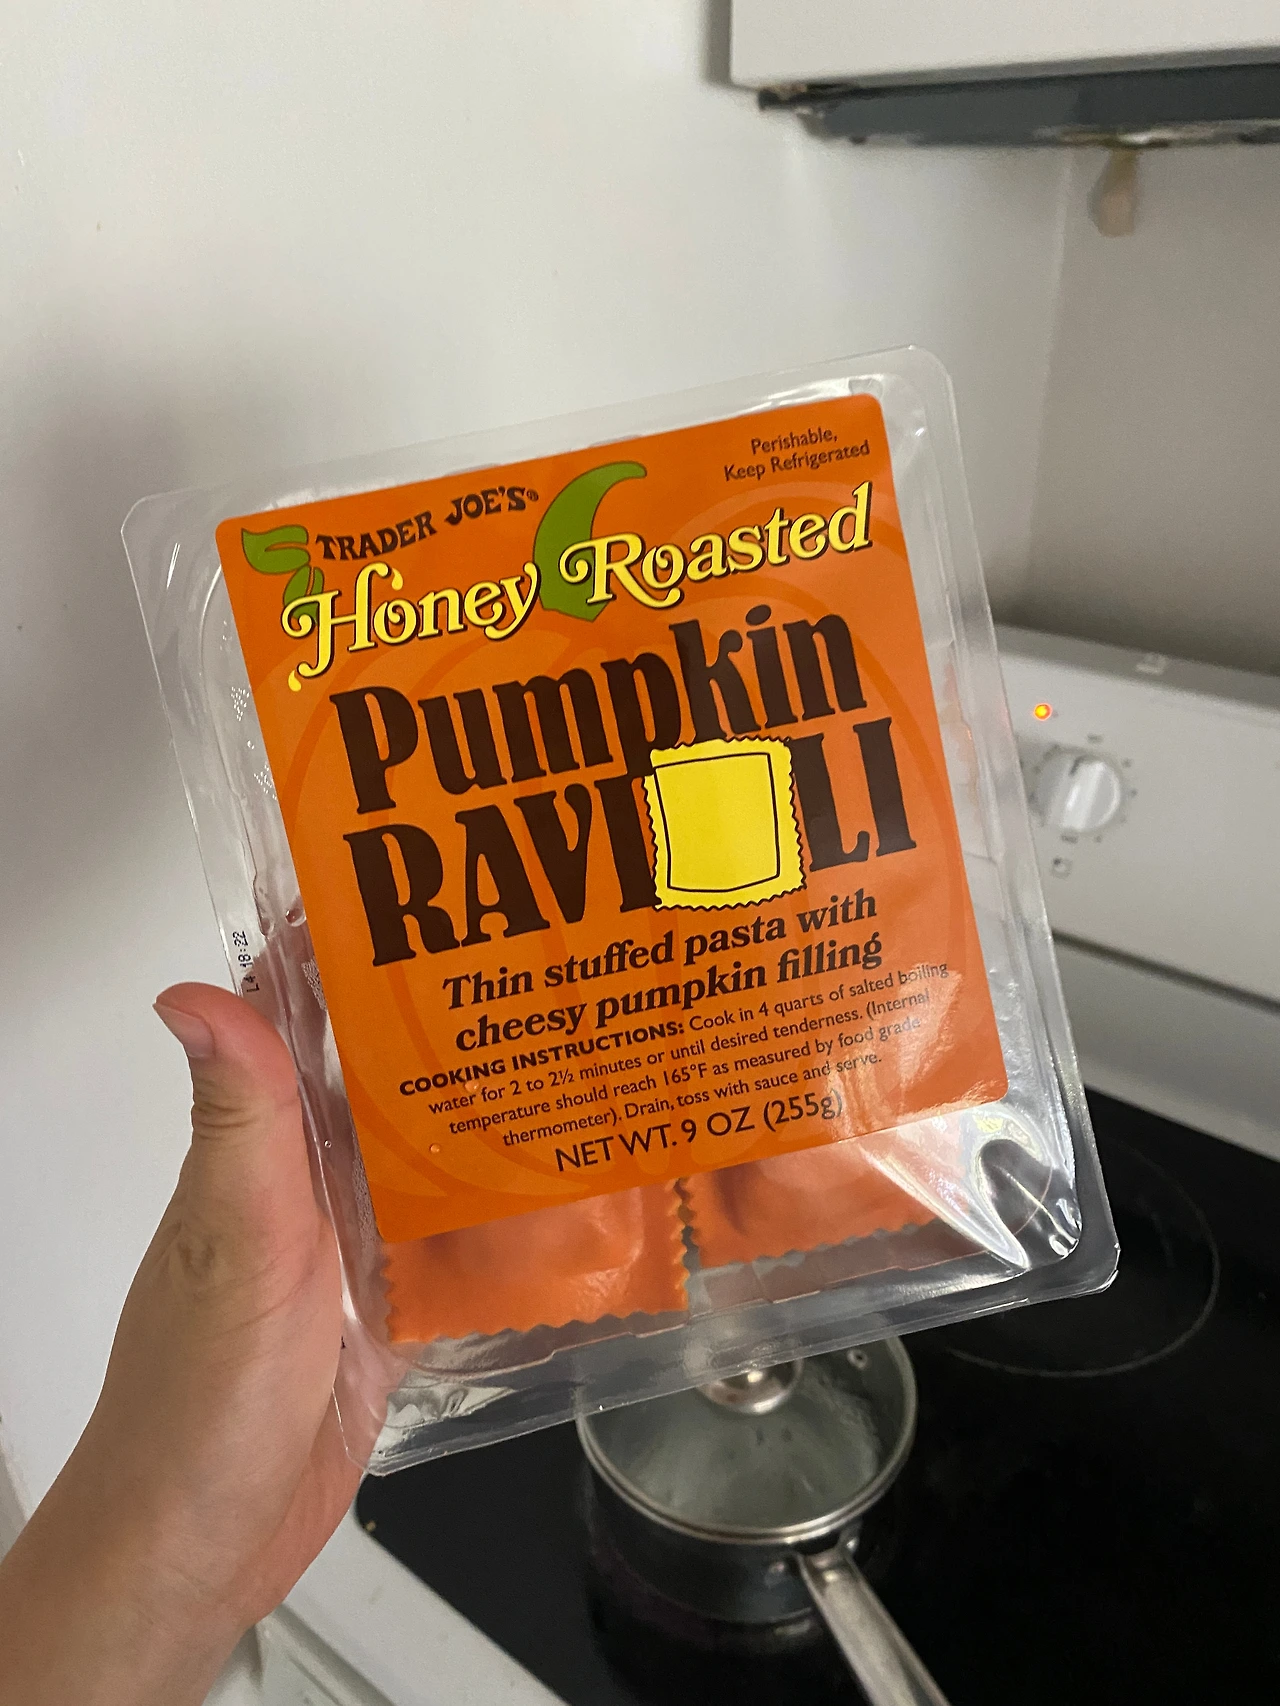 Perishable,
Keep Refrigerated
TRADER JOE'S®
Honey Roasted
Pumpkin
RAVIOLI
Thin stuffed pasta with
cheesy pumpkin filling
COOKING INSTRUCTIONS: Cook in 4 quarts of salted boiling
water for 2 to 2½ minutes or until desired tenderness. (Internal
temperature should reach 165°F as measured by food grade
thermometer). Drain, toss with sauce and serve.
NET WT. 9 OZ (255g)
L4 18:22